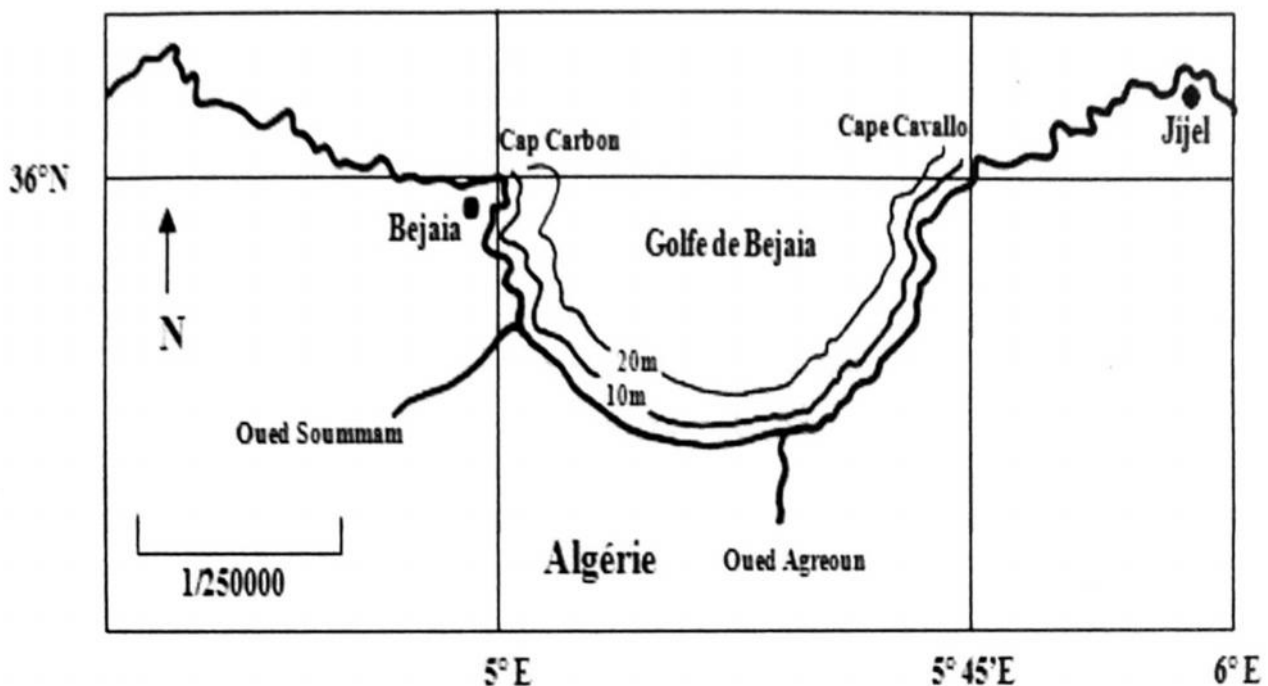 Cap Carbon
Cape Cavallo
Jijel
36°N
Bejaia
Golfe de Bejaia
N
20m
10m
Oued Soummam
Algérie
Oued Agreoun
1/250000
5° E
5° 45'E
6° E